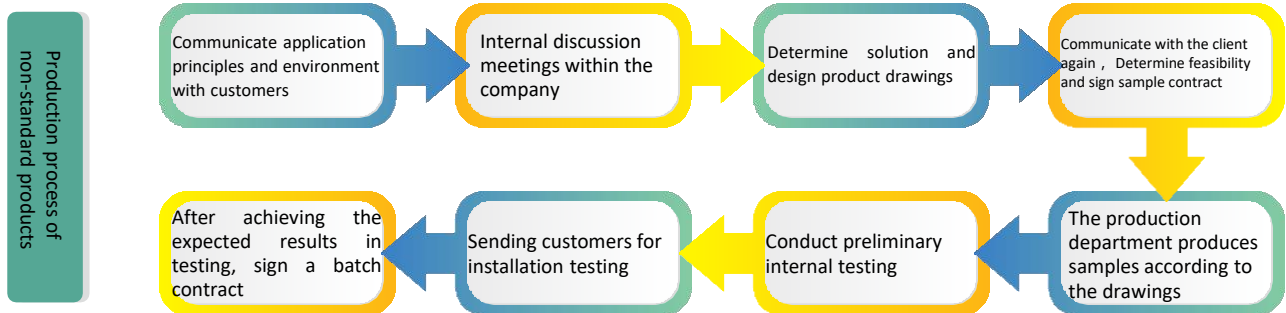 Production process of
non-standard products
Communicate application
principles and environment
with customers
Internal discussion
meetings within the
company
Determine solution and
design product drawings
Communicate with the client
again , Determine feasibility
and sign sample contract
The production
department produces
samples according to
the drawings
Conduct preliminary
internal testing
Sending customers for
installation testing
After achieving the
expected results in
testing, sign a batch
contract